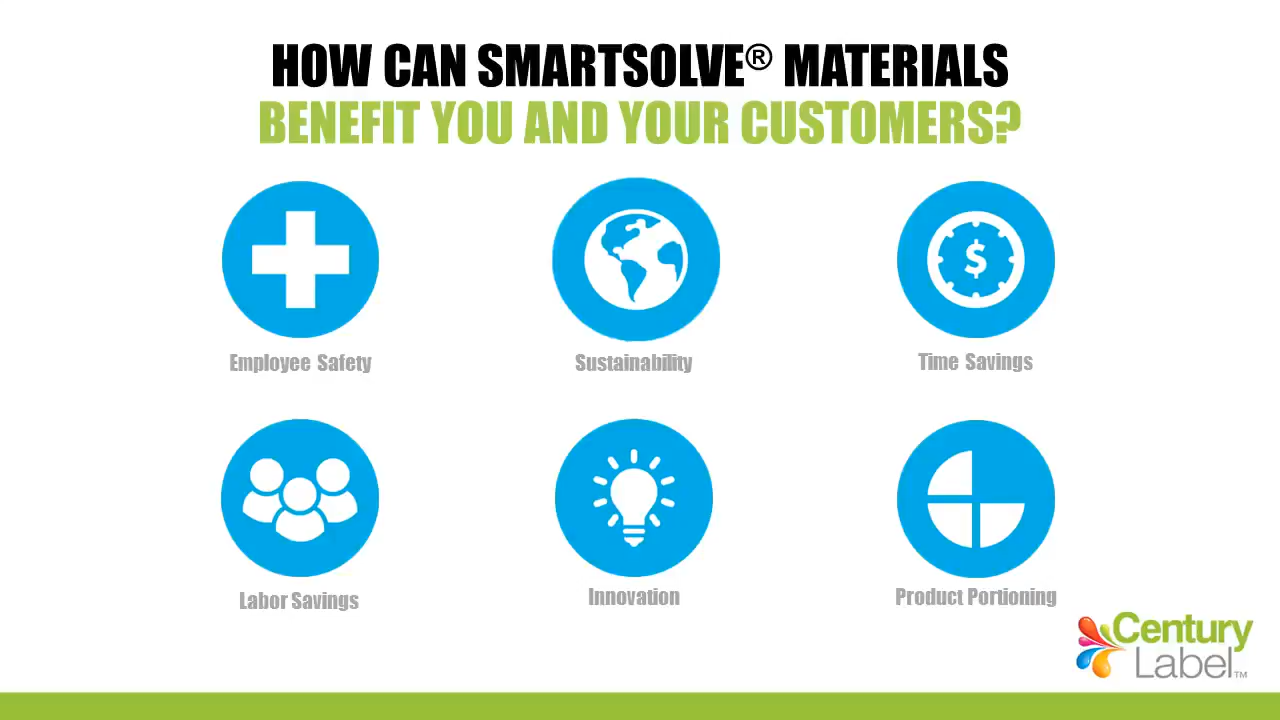 HOW CAN SMARTSOLVE® MATERIALS
BENEFIT YOU AND YOUR CUSTOMERS?
$
Employee Safety
Sustainability
Time Savings
Labor Savings
Innovation
Product Portioning
Century
Label™